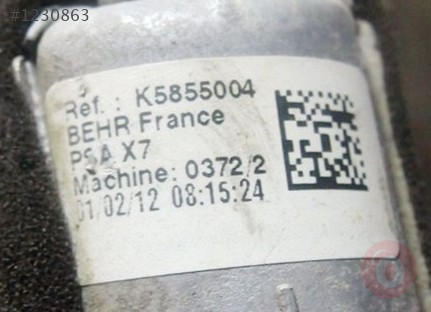 #1230863
Ref. : K5855004
BEHR France
PSA X7
Machine: 0372/2
01/02/12 08:15:24